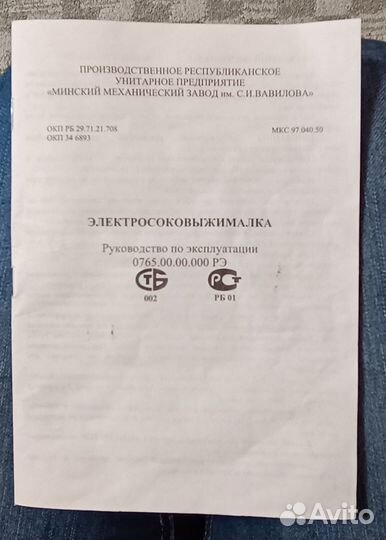 ПРОИЗВОДСТВЕННОЕ РЕСПУБЛИКАНСКОЕ
УНИТАРНОЕ ПРЕДПРИЯТИЕ
«МИНСКИЙ МЕХАНИЧЕСКИЙ ЗАВОД им. С.И.ВАВИЛОВА»
ОКП РБ 29.71.21.708
МКС 97.040.50
ОКП 34 6893
ЭЛЕКТРОСОКОВЫЖИМАЛКА
Руководство по эксплуатации
0765.00.00.000 РЭ
СТБ
РСТ
002
РБ 01
Avito